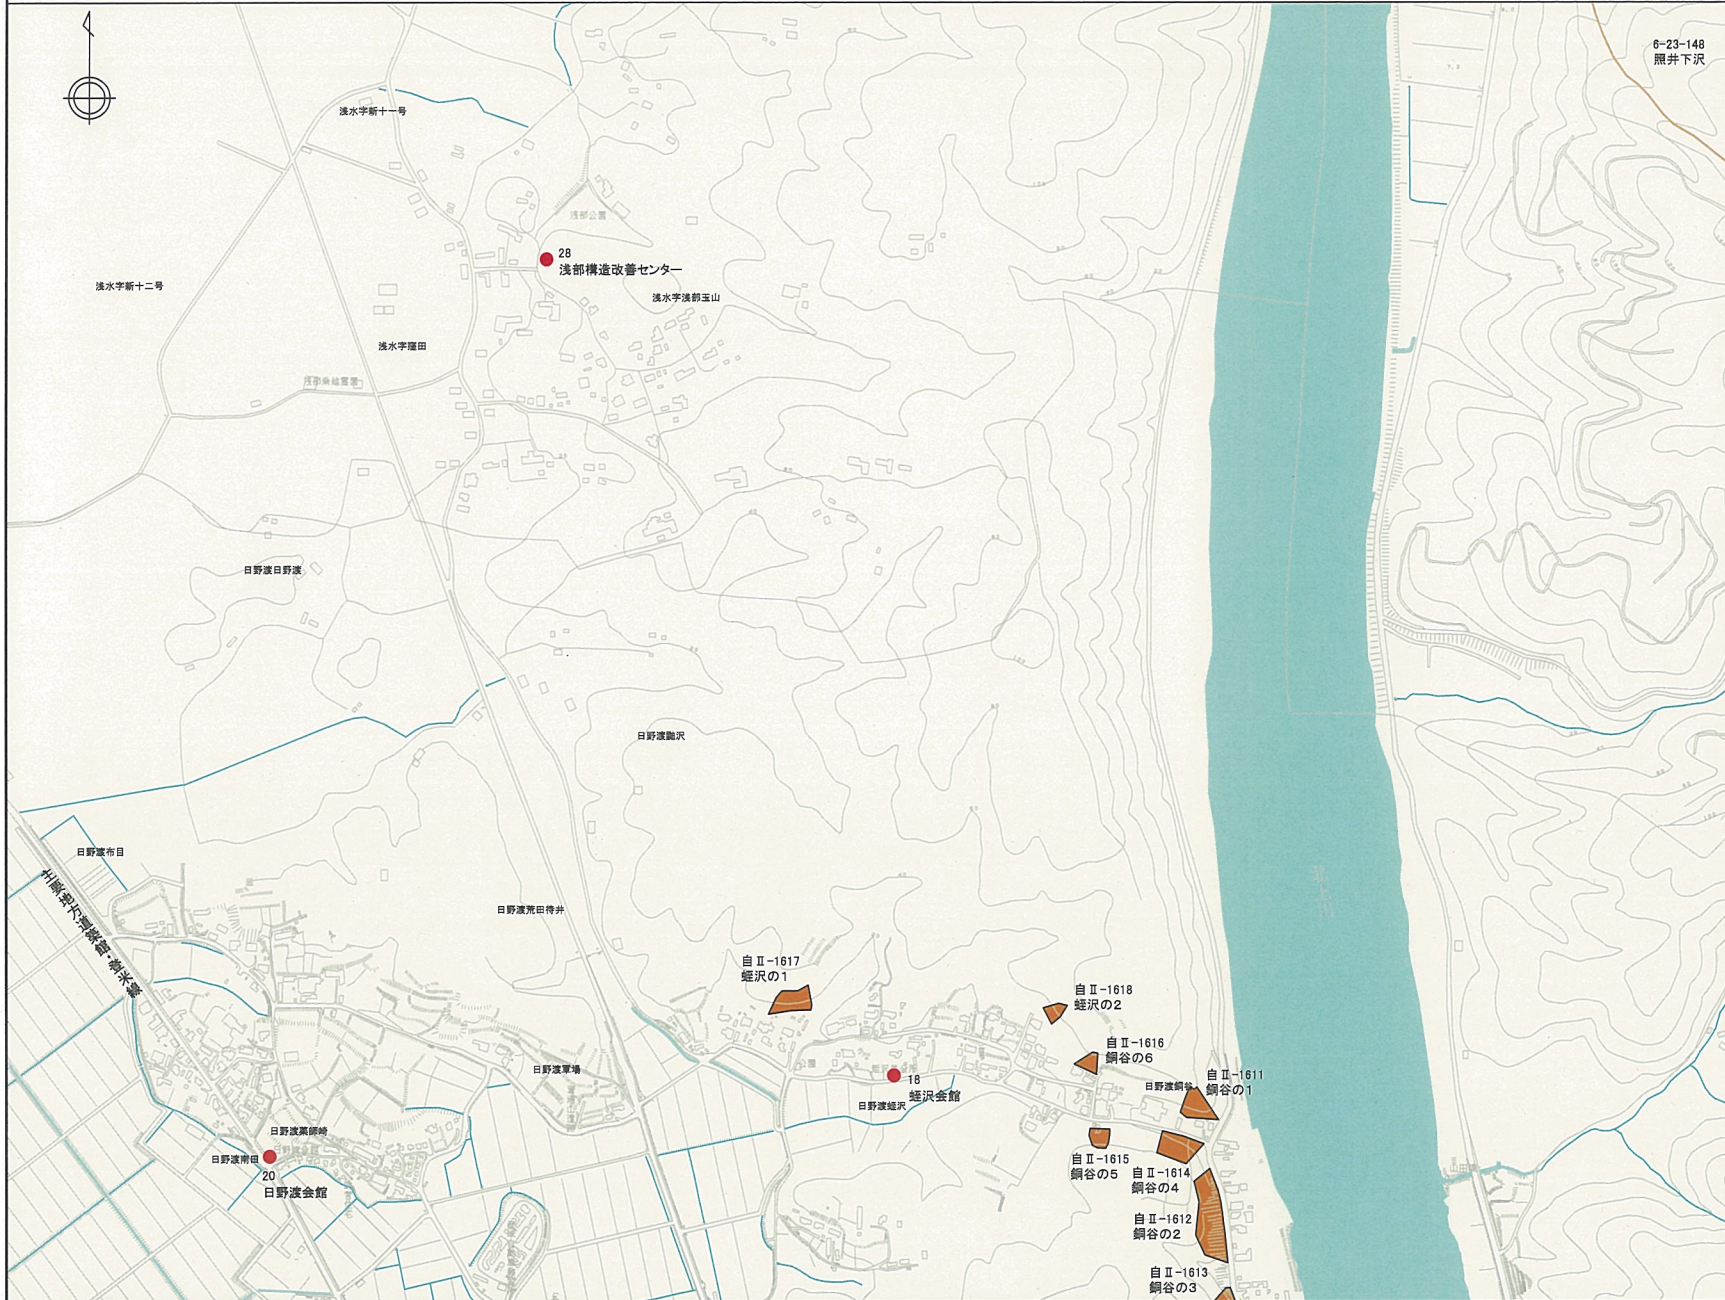 6-23-148
照井下沢
浅水字新十一号
浅部公園
28
浅部構造改善センター
浅水字新十二号
浅水字浅部玉山
浅水字窪田
日野渡日野渡
日野渡鼬沢
日野渡布目
主要地方道築館・登米線
日野渡荒田待井
自Ⅱ-1617
蛭沢の1
自Ⅱ-1618
蛭沢の2
自Ⅱ-1616
銅谷の6
日野渡軍場
18
蛭沢会館
日野渡蛭沢
日野渡銅谷
自Ⅱ-1611
銅谷の1
日野渡薬師崎
日野渡南田
20
日野渡会館
自Ⅱ-1615
銅谷の5
自Ⅱ-1614
銅谷の4
自Ⅱ-1612
銅谷の2
自Ⅱ-1613
銅谷の3